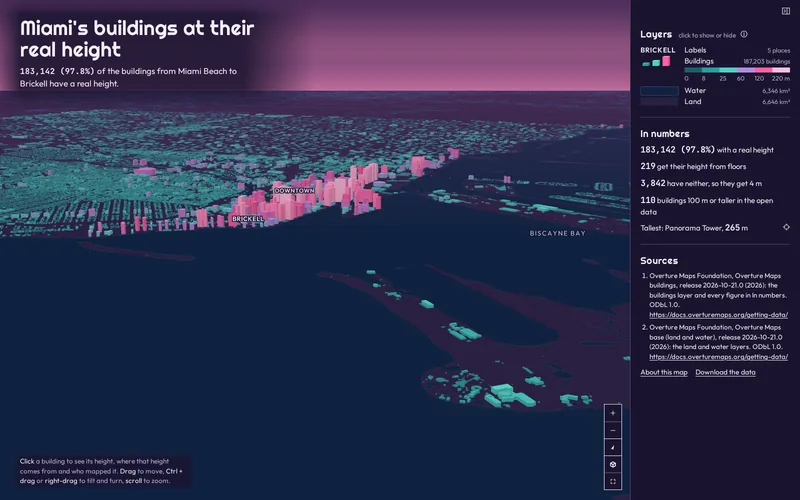 Miami's buildings at their
real height
183,142 (97.8%) of the buildings from Miami Beach to
Brickell have a real height.
DOWNTOWN
BRICKELL
BISCAYNE BAY
Click a building to see its height, where that height
comes from and who mapped it. Drag to move, Ctrl +
drag or right-drag to tilt and turn, scroll to zoom.
Layers click to show or hide
BRICKELL
Labels 5 places
Buildings 187,203 buildings
0 8 25 60 120 220 m
Water 6,346 km²
Land 6,646 km²
In numbers
183,142 (97.8%) with a real height
219 get their height from floors
3,842 have neither, so they get 4 m
110 buildings 100 m or taller in the open
data
Tallest: Panorama Tower, 265 m
Sources
1. Overture Maps Foundation, Overture Maps
buildings, release 2026-10-21.0 (2026): the
buildings layer and every figure in In numbers.
ODbL 1.0.
https://docs.overturemaps.org/getting-data/
2. Overture Maps Foundation, Overture Maps
base (land and water), release 2026-10-21.0
(2026): the land and water layers. ODbL 1.0.
https://docs.overturemaps.org/getting-data/
About this map Download the data